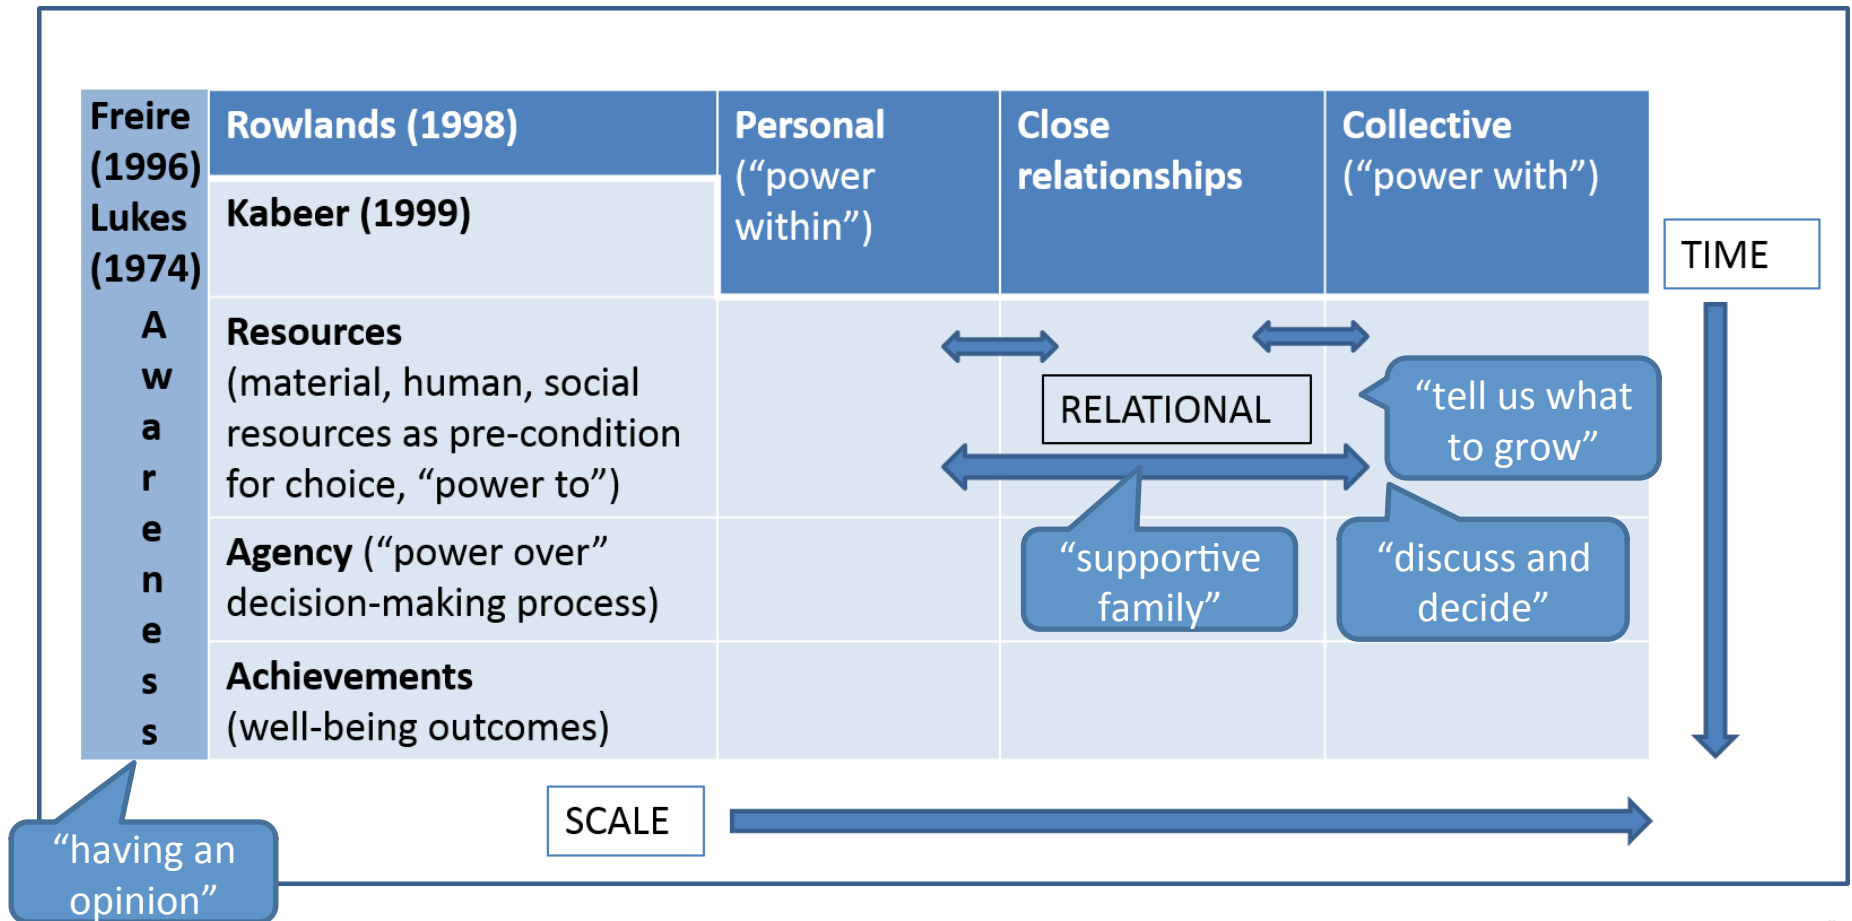 Freire
(1996)
Lukes
(1974)
A
w
a
r
e
n
e
s
s
Rowlands (1998)
Kabeer (1999)
Personal
(“power
within”)
Close
relationships
Collective
(“power with”)
TIME
Resources
(material, human, social
resources as pre-condition
for choice, “power to”)
RELATIONAL
“tell us what
to grow”
Agency (“power over”
decision-making process)
“supportive
family”
“discuss and
decide”
Achievements
(well-being outcomes)
SCALE
“having an
opinion”